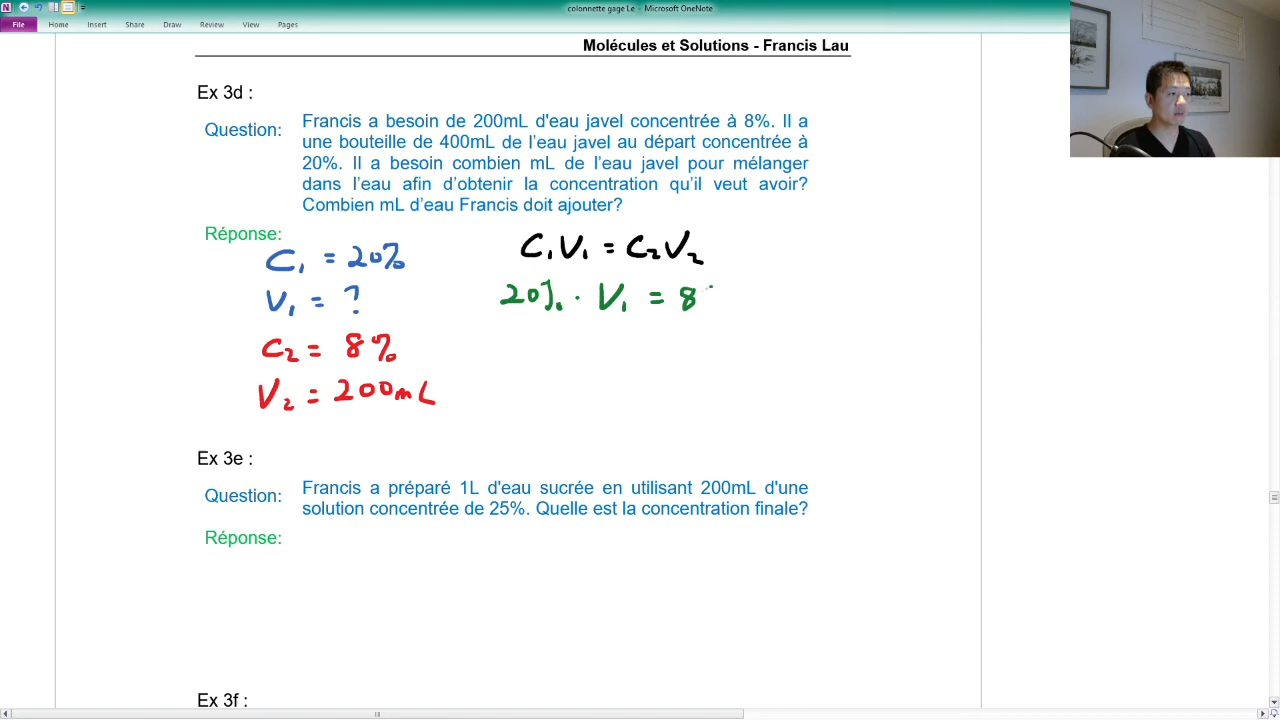 colonnette gage Le - Microsoft OneNote
File Home Insert Share Draw Review View Pages
Molécules et Solutions - Francis Lau
Ex 3d :
Question: Francis a besoin de 200mL d'eau javel concentrée à 8%. Il a
une bouteille de 400mL de l'eau javel au départ concentrée à
20%. Il a besoin combien mL de l'eau javel pour mélanger
dans l'eau afin d'obtenir la concentration qu'il veut avoir?
Combien mL d'eau Francis doit ajouter?
Réponse:
C₁ = 20%
V₁ = ?
C₂ = 8%
V₂ = 200mL
C₁V₁ = C₂V₂
20% · V₁ = 8
Ex 3e :
Question: Francis a préparé 1L d'eau sucrée en utilisant 200mL d'une
solution concentrée de 25%. Quelle est la concentration finale?
Réponse:
Ex 3f :